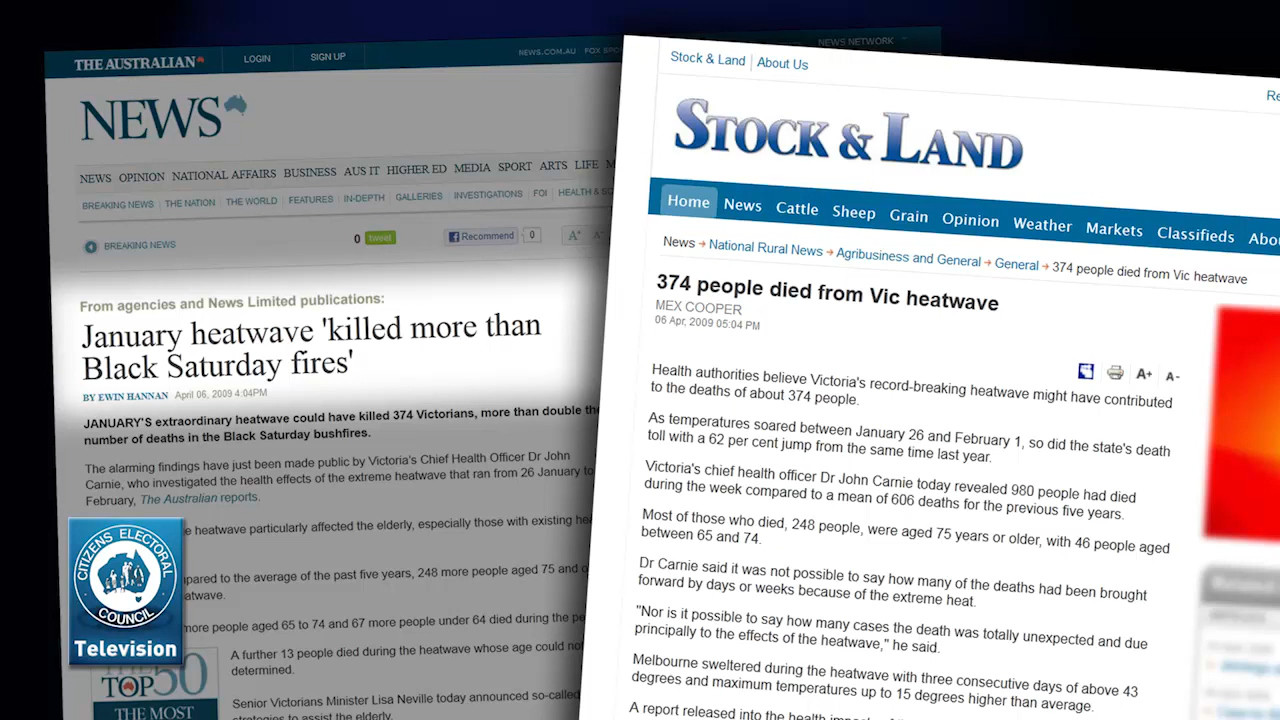 THE AUSTRALIAN
LOGIN
SIGN UP
NEWS.COM.AU
NEWS NETWORK
NEWS
NEWS OPINION NATIONAL AFFAIRS BUSINESS AUS IT HIGHER ED MEDIA SPORT ARTS LIFE
BREAKING NEWS THE NATION THE WORLD FEATURES IN-DEPTH GALLERIES INVESTIGATIONS FOI HEALTH &
BREAKING NEWS
0 tweet
Recommend 0
A+ A-
From agencies and News Limited publications:
January heatwave 'killed more than
Black Saturday fires'
BY EWIN HANNAN April 06, 2009 4:04PM
JANUARY'S extraordinary heatwave could have killed 374 Victorians, more than double the
number of deaths in the Black Saturday bushfires.
The alarming findings have just been made public by Victoria's Chief Health Officer Dr John
Carnie, who investigated the health effects of the extreme heatwave that ran from 26 January to
February, The Australian reports.
heatwave particularly affected the elderly, especially those with existing
to the average of the past five years, 248 more people aged 75 and
more people aged 65 to 74 and 67 more people under 64 died during the
A further 13 people died during the heatwave whose age could not
determined.
Senior Victorians Minister Lisa Neville today announced so-called
strategies to assist the elderly.
TOP 50
THE MOST
CITIZENS ELECTORAL
COUNCIL
Television
Stock & Land
About Us
STOCK & LAND
Home News Cattle Sheep Grain Opinion Weather Markets Classifieds
News → National Rural News → Agribusiness and General → General → 374 people died from Vic heatwave
374 people died from Vic heatwave
MEX COOPER
06 Apr, 2009 05:04 PM
A+ A-
Health authorities believe Victoria's record-breaking heatwave might have contributed
to the deaths of about 374 people.
As temperatures soared between January 26 and February 1, so did the state's death
toll with a 62 per cent jump from the same time last year.
Victoria's chief health officer Dr John Carnie today revealed 980 people had died
during the week compared to a mean of 606 deaths for the previous five years.
Most of those who died, 248 people, were aged 75 years or older, with 46 people aged
between 65 and 74.
Dr Carnie said it was not possible to say how many of the deaths had been brought
forward by days or weeks because of the extreme heat.
"Nor is it possible to say how many cases the death was totally unexpected and due
principally to the effects of the heatwave," he said.
Melbourne sweltered during the heatwave with three consecutive days of above 43
degrees and maximum temperatures up to 15 degrees higher than average.
A report released into the health